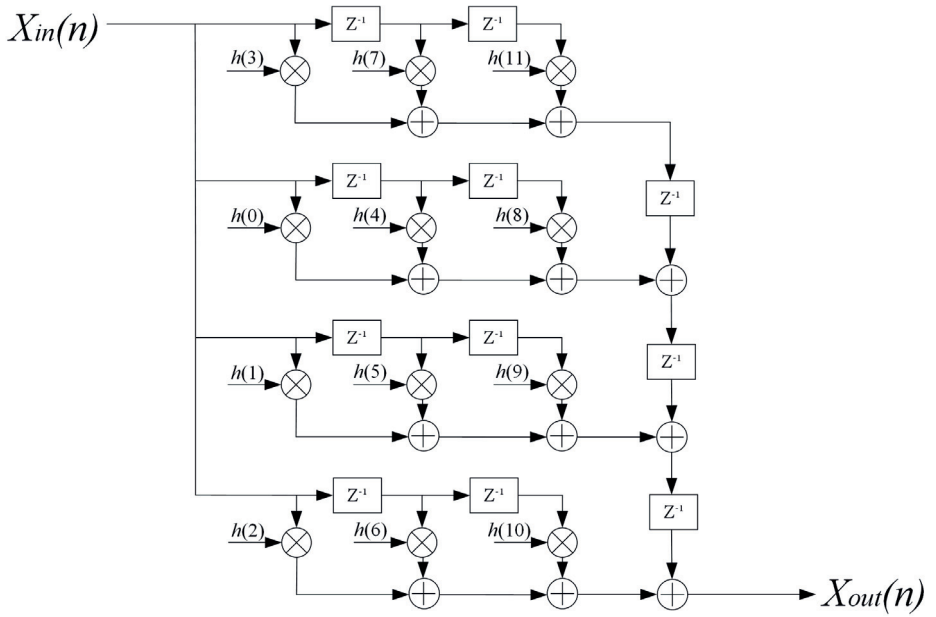 Xin(n)
Z-1 Z-1
h(3) h(7) h(11)
Z-1 Z-1 Z-1
h(0) h(4) h(8)
Z-1 Z-1 Z-1
h(1) h(5) h(9)
Z-1 Z-1 Z-1
h(2) h(6) h(10)
Xout(n)